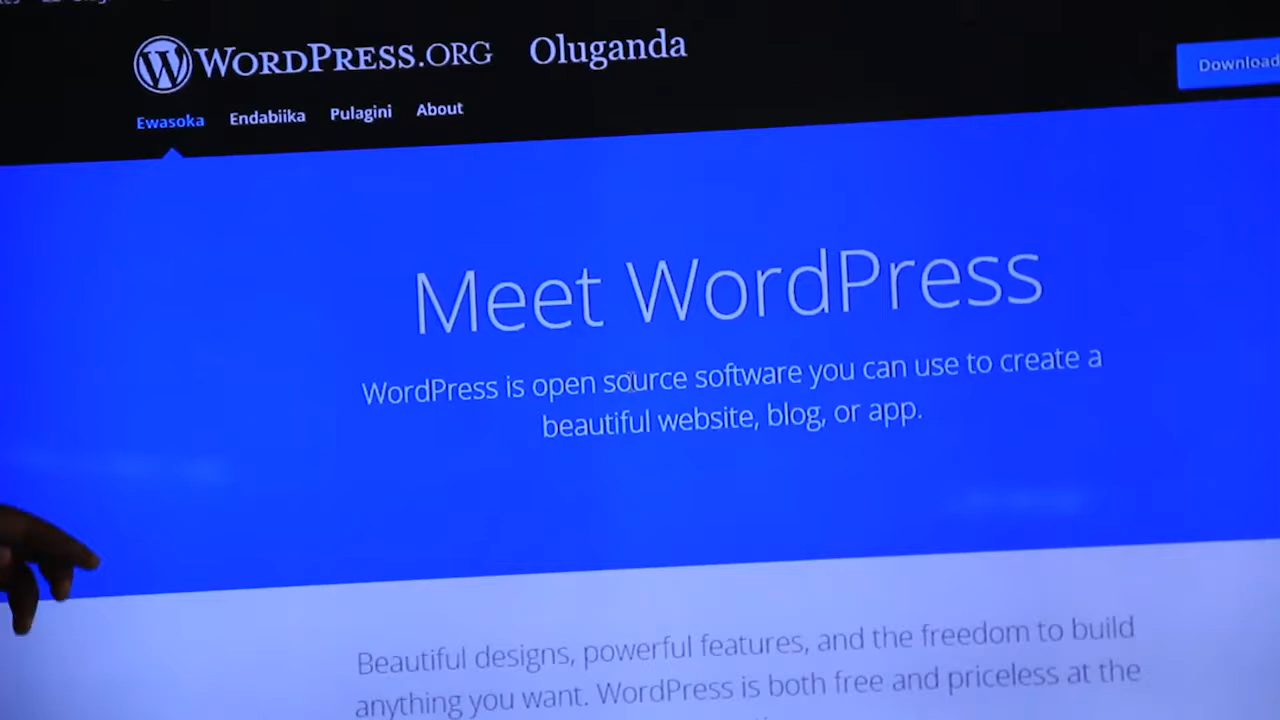 WORDPRESS.ORG Oluganda
Download
Ewasoka Endabiika Pulagini About
Meet WordPress
WordPress is open source software you can use to create a
beautiful website, blog, or app.
Beautiful designs, powerful features, and the freedom to build
anything you want. WordPress is both free and priceless at the